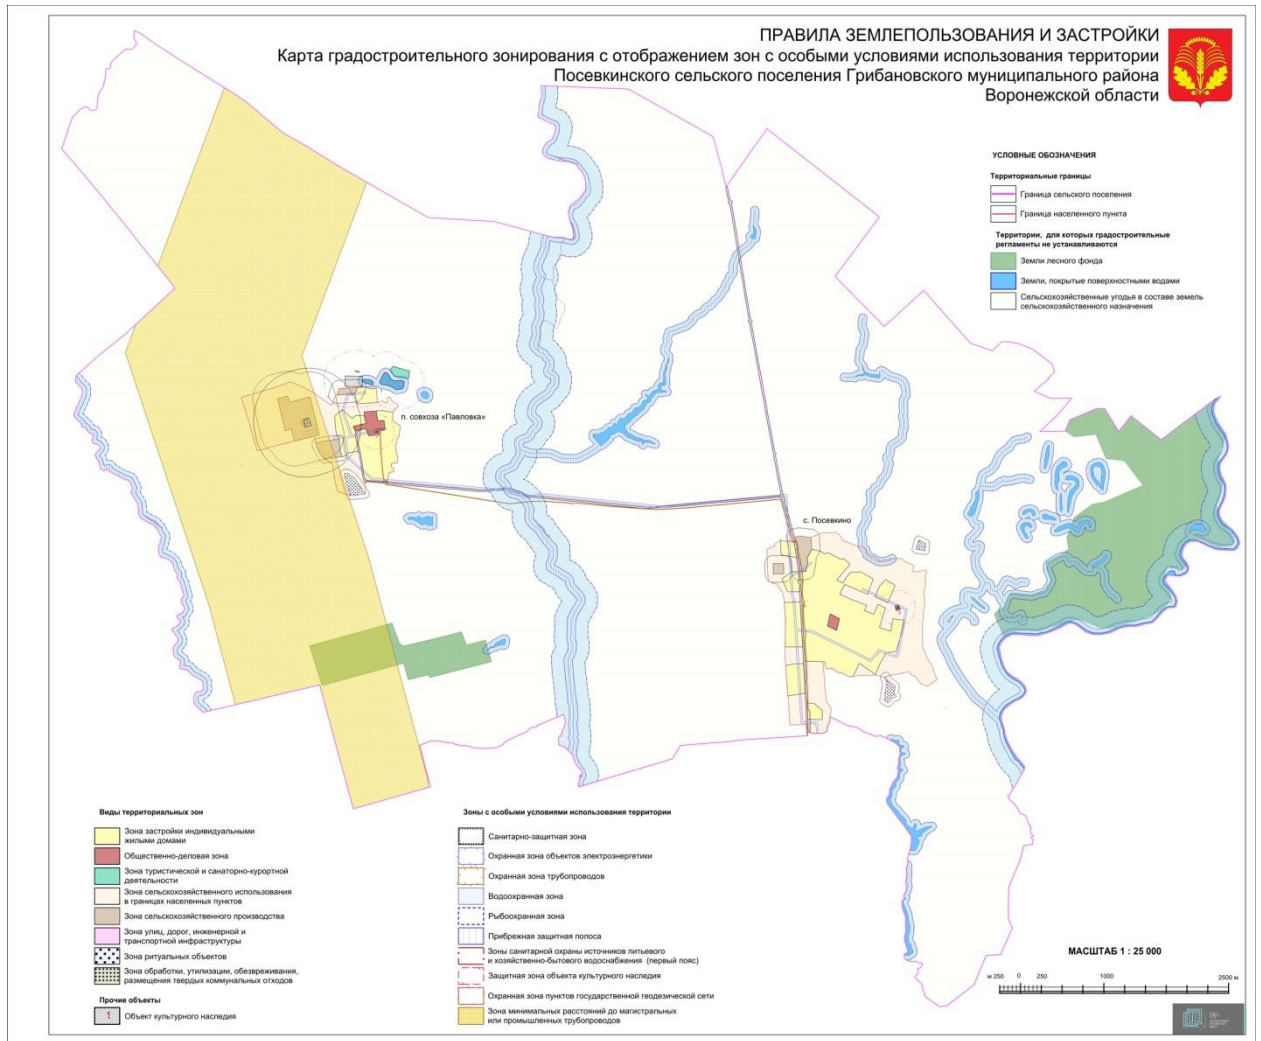 ПРАВИЛА ЗЕМЛЕПОЛЬЗОВАНИЯ И ЗАСТРОЙКИ
Карта градостроительного зонирования с отображением зон с особыми условиями использования территории
Посевкинского сельского поселения Грибановского муниципального района
Воронежской области
УСЛОВНЫЕ ОБОЗНАЧЕНИЯ
Территориальные границы
Граница сельского поселения
Граница населенного пункта
Территории, для которых градостроительные
регламенты не устанавливаются
Земли лесного фонда
Земли, покрытые поверхностными водами
Сельскохозяйственные угодья в составе земель
сельскохозяйственного назначения
п. совхоза «Павловка»
с. Посевкино
Виды территориальных зон
Зона застройки индивидуальными
жилыми домами
Общественно-деловая зона
Зона туристической и санаторно-курортной
деятельности
Зона сельскохозяйственного использования
в границах населенных пунктов
Зона сельскохозяйственного производства
Зона улиц, дорог, инженерной и
транспортной инфраструктуры
Зона ритуальных объектов
Зона обработки, утилизации, обезвреживания,
размещения твердых коммунальных отходов
Прочие объекты
1 Объект культурного наследия
Зоны с особыми условиями использования территории
Санитарно-защитная зона
Охранная зона объектов электроэнергетики
Охранная зона трубопроводов
Водоохранная зона
Рыбоохранная зона
Прибрежная защитная полоса
Зоны санитарной охраны источников питьевого
и хозяйственно-бытового водоснабжения (первый пояс)
Защитная зона объекта культурного наследия
Охранная зона пунктов государственной геодезической сети
Зона минимальных расстояний до магистральных
или промышленных трубопроводов
МАСШТАБ 1 : 25 000
м 250 0 250 1000 2500 м